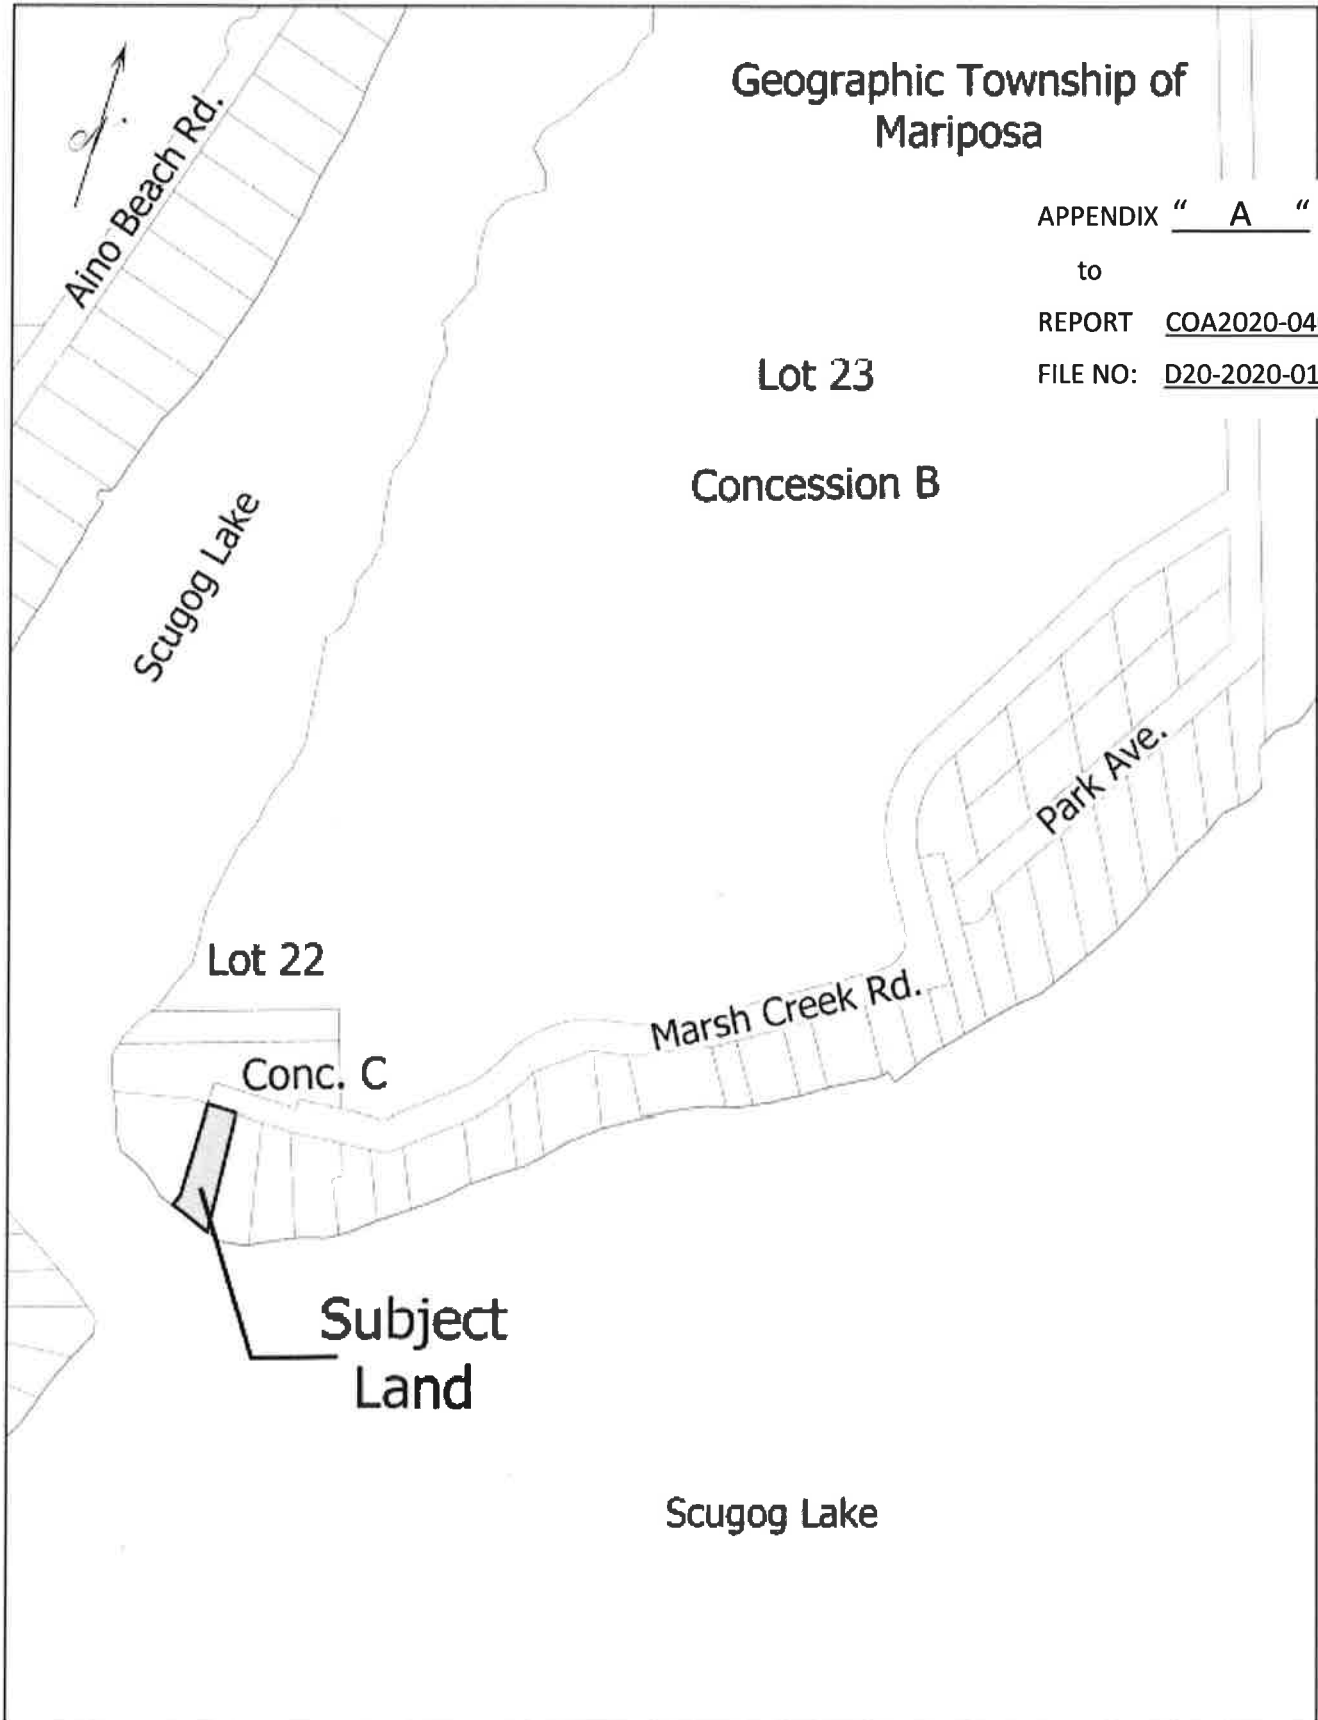 Geographic Township of
Mariposa
APPENDIX “ A “
to
REPORT COA2020-04
FILE NO: D20-2020-01
Aino Beach Rd.
Lot 23
Concession B
Scugog Lake
Park Ave.
Lot 22
Marsh Creek Rd.
Conc. C
Subject
Land
Scugog Lake